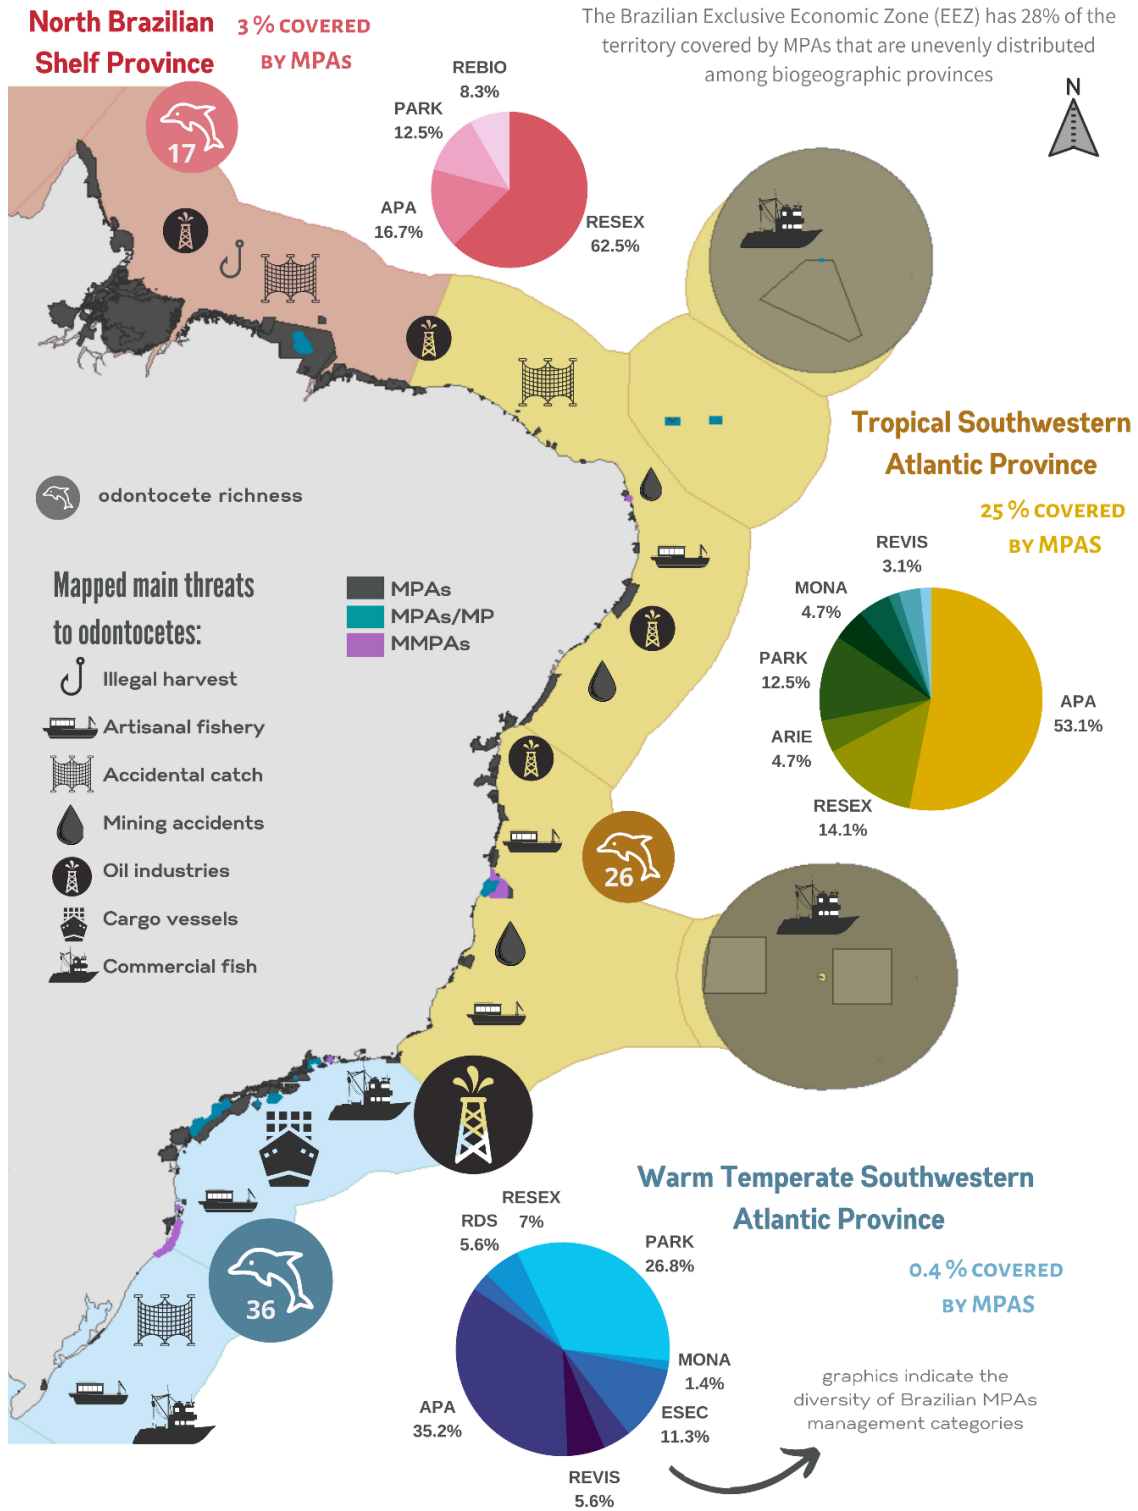 North Brazilian
Shelf Province
3 % COVERED
BY MPAS
The Brazilian Exclusive Economic Zone (EEZ) has 28% of the
territory covered by MPAs that are unevenly distributed
among biogeographic provinces
N
17
REBIO
8.3%
PARK
12.5%
APA
16.7%
RESEX
62.5%
Tropical Southwestern
Atlantic Province
25 % COVERED
BY MPAS
odontocete richness
Mapped main threats
to odontocetes:
Illegal harvest
Artisanal fishery
Accidental catch
Mining accidents
Oil industries
Cargo vessels
Commercial fish
MPAs
MPAs/MP
MMPAs
REVIS
3.1%
MONA
4.7%
PARK
12.5%
ARIE
4.7%
RESEX
14.1%
APA
53.1%
26
Warm Temperate Southwestern
Atlantic Province
0.4 % COVERED
BY MPAS
36
RESEX
7%
RDS
5.6%
PARK
26.8%
MONA
1.4%
ESEC
11.3%
APA
35.2%
REVIS
5.6%
graphics indicate the
diversity of Brazilian MPAs
management categories